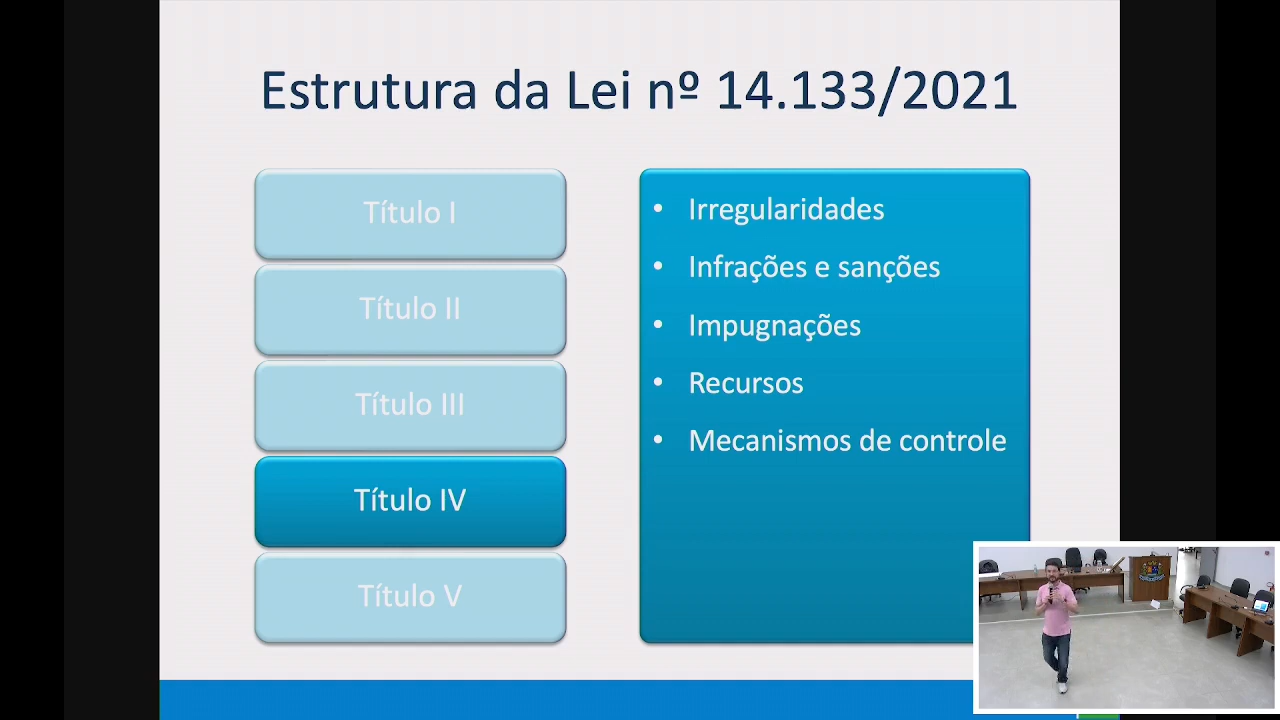 Estrutura da Lei nº 14.133/2021
Título I
Título II
Título III
Título IV
Título V
• Irregularidades
• Infrações e sanções
• Impugnações
• Recursos
• Mecanismos de controle